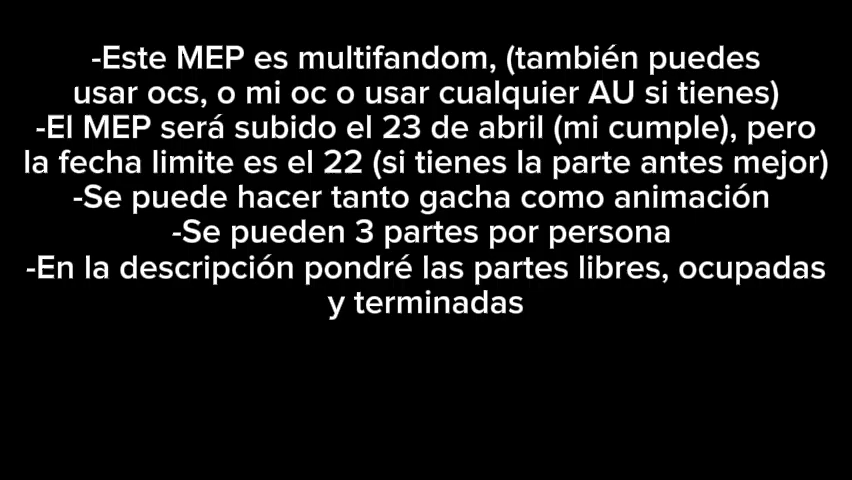 -Este MEP es multifandom, (también puedes
usar ocs, o mi oc o usar cualquier AU si tienes)
-El MEP será subido el 23 de abril (mi cumple), pero
la fecha limite es el 22 (si tienes la parte antes mejor)
-Se puede hacer tanto gacha como animación
-Se pueden 3 partes por persona
-En la descripción pondré las partes libres, ocupadas
y terminadas